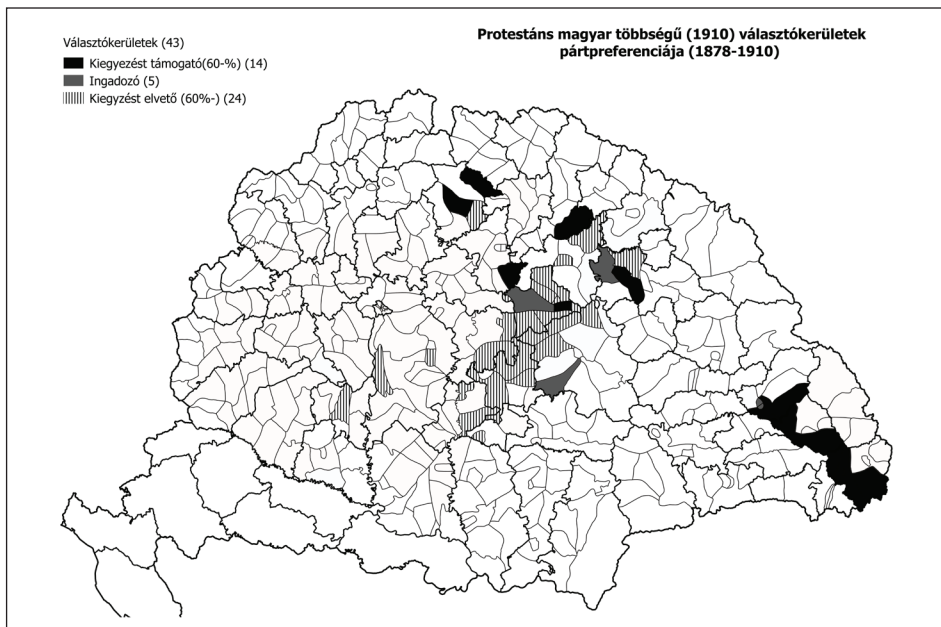 Protestáns magyar többségű (1910) választókerületek
pártpreferenciája (1878-1910)
Választókerületek (43)
Kiegyezést támogató(60-%) (14)
Ingadozó (5)
Kiegyzést elvető (60%-) (24)